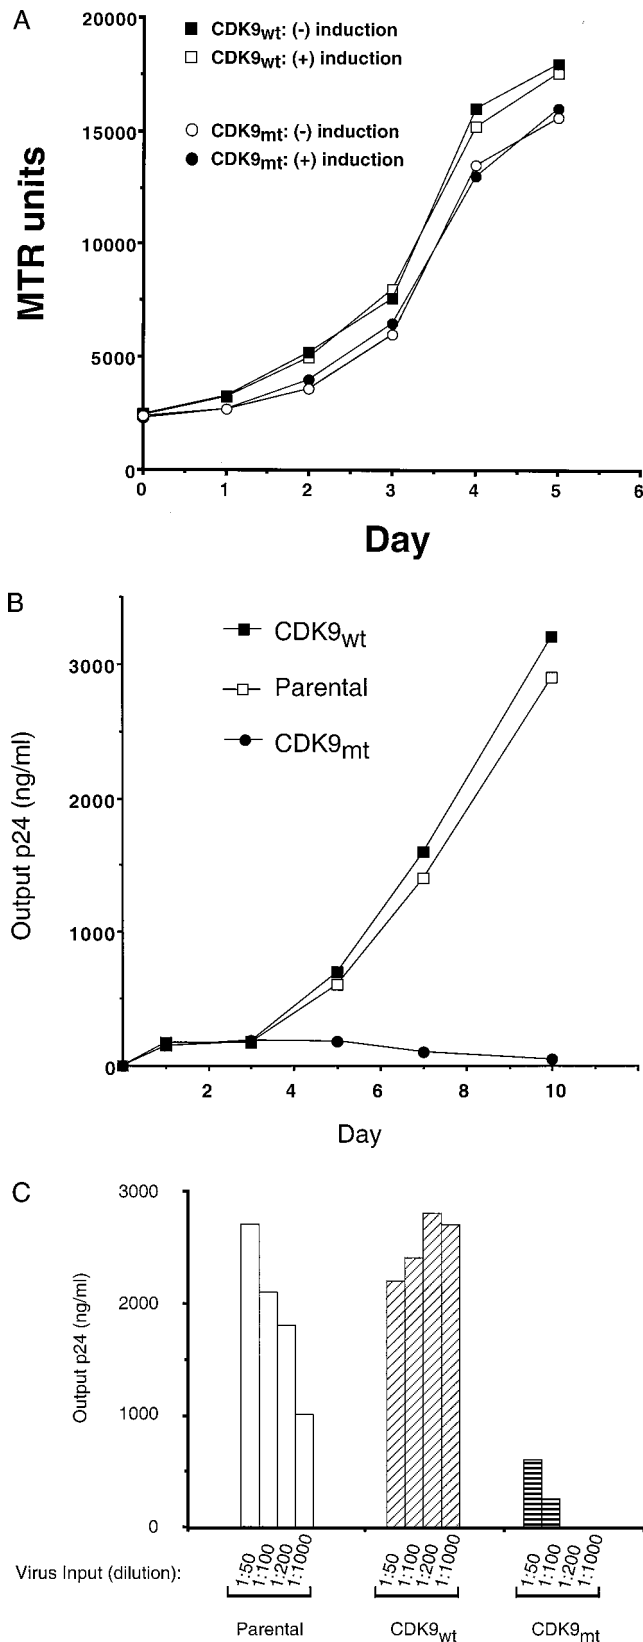 A
CDK9wt: (-) induction
CDK9wt: (+) induction
CDK9mt: (-) induction
CDK9mt: (+) induction
20000
15000
10000
5000
0
MTR units
0 1 2 3 4 5 6
Day
B
CDK9wt
Parental
CDK9mt
3000
2000
1000
0
Output p24 (ng/ml)
2 4 6 8 10
Day
C
3000
2000
1000
0
Output p24 (ng/ml)
Virus Input (dilution): 1:50 1:100 1:200 1:1000 1:50 1:100 1:200 1:1000 1:50 1:100 1:200 1:1000
Parental CDK9wt CDK9mt